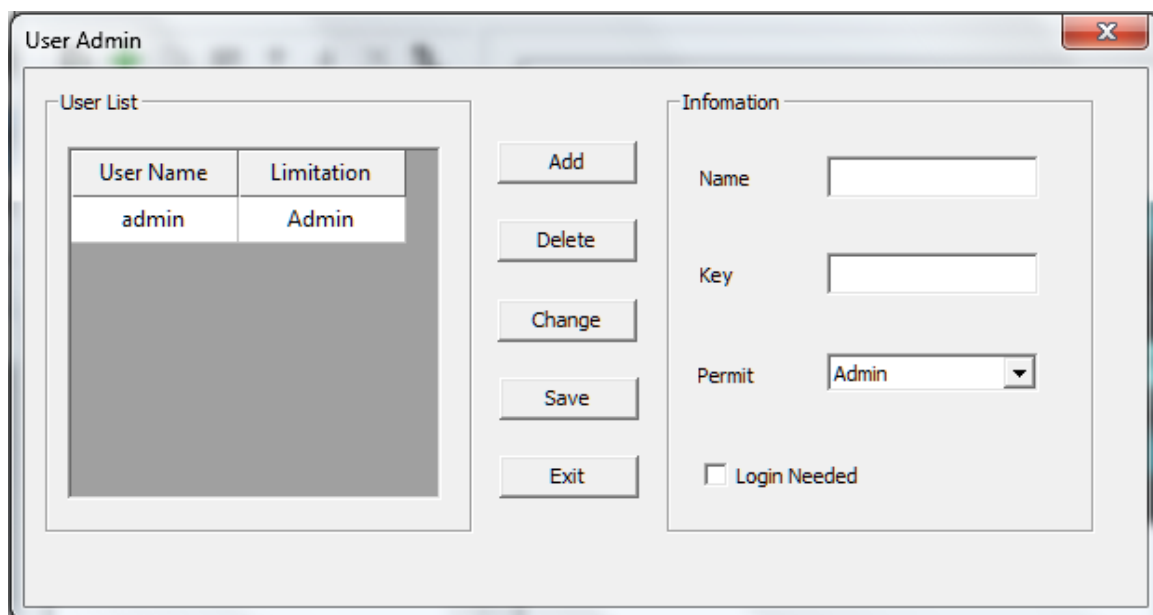 User Admin
User List
User Name Limitation
admin Admin
Add
Delete
Change
Save
Exit
Infomation
Name
Key
Permit Admin
Login Needed